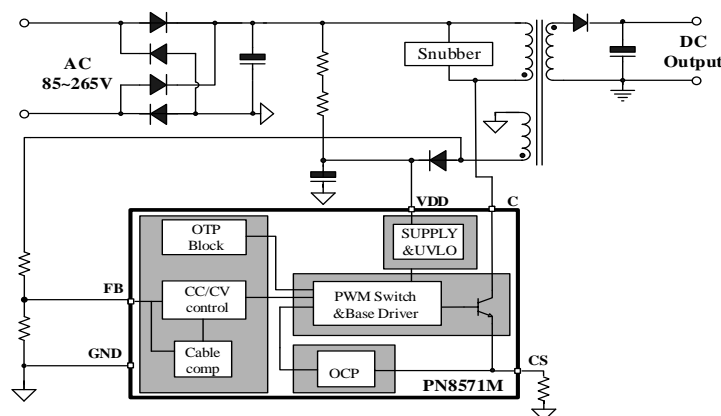 AC
85~265V
Snubber
DC
Output
VDD
C
OTP
Block
SUPPLY
&UVLO
FB
CC/CV
control
PWM Switch
&Base Driver
GND
Cable
comp
OCP
CS
PN8571M